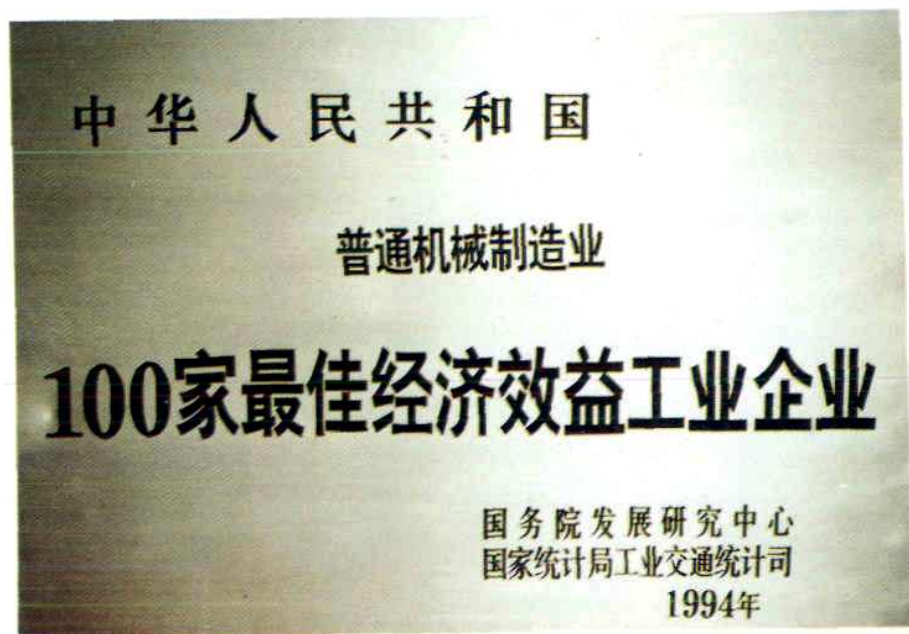 中华人民共和国
普通机械制造业
100家最佳经济效益工业企业
国务院发展研究中心
国家统计局工业交通统计司
1994年